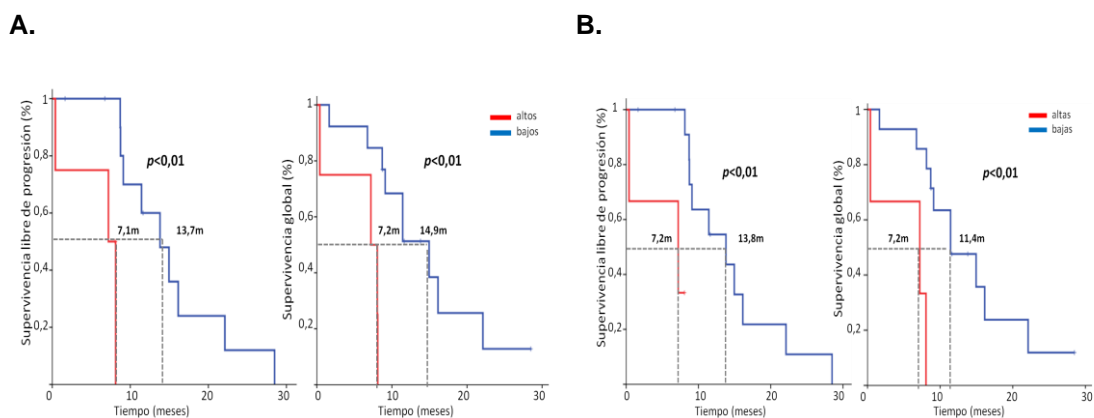 A.
B.
Supervivencia libre de progresión (%)
1
0,8
0,6
0,4
0,2
p<0,01
7,1m
13,7m
0
10
20
30
Tiempo (meses)
Supervivencia global (%)
1
0,8
0,6
0,4
0,2
altos
bajos
p<0,01
7,2m
14,9m
0
10
20
30
Tiempo (meses)
Supervivencia libre de progresión (%)
1
0,8
0,6
0,4
0,2
p<0,01
7,2m
13,8m
0
10
20
30
Tiempo (meses)
Supervivencia global (%)
1
0,8
0,6
0,4
0,2
altas
bajas
p<0,01
7,2m
11,4m
0
10
20
30
Tiempo (meses)